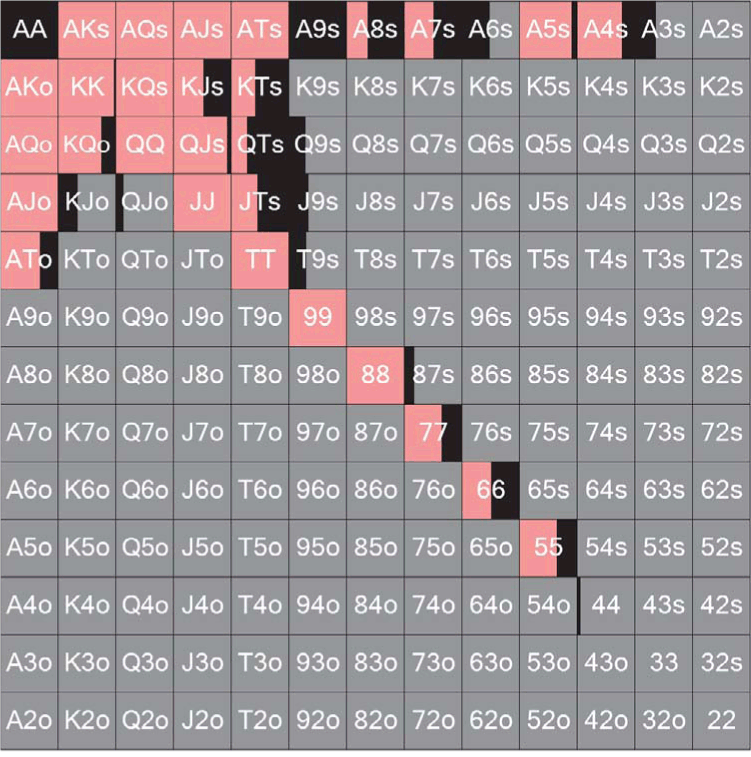 AA AKs AQs AJs ATs A9s A8s A7s A6s A5s A4s A3s A2s
AKo KK KQs KJs KTs K9s K8s K7s K6s K5s K4s K3s K2s
AQo KQo QQ QJs QTs Q9s Q8s Q7s Q6s Q5s Q4s Q3s Q2s
AJo KJo QJo JJ JTs J9s J8s J7s J6s J5s J4s J3s J2s
ATo KTo QTo JTo TT T9s T8s T7s T6s T5s T4s T3s T2s
A9o K9o Q9o J9o T9o 99 98s 97s 96s 95s 94s 93s 92s
A8o K8o Q8o J8o T8o 98o 88 87s 86s 85s 84s 83s 82s
A7o K7o Q7o J7o T7o 97o 87o 77 76s 75s 74s 73s 72s
A6o K6o Q6o J6o T6o 96o 86o 76o 66 65s 64s 63s 62s
A5o K5o Q5o J5o T5o 95o 85o 75o 65o 55 54s 53s 52s
A4o K4o Q4o J4o T4o 94o 84o 74o 64o 54o 44 43s 42s
A3o K3o Q3o J3o T3o 93o 83o 73o 63o 53o 43o 33 32s
A2o K2o Q2o J2o T2o 92o 82o 72o 62o 52o 42o 32o 22